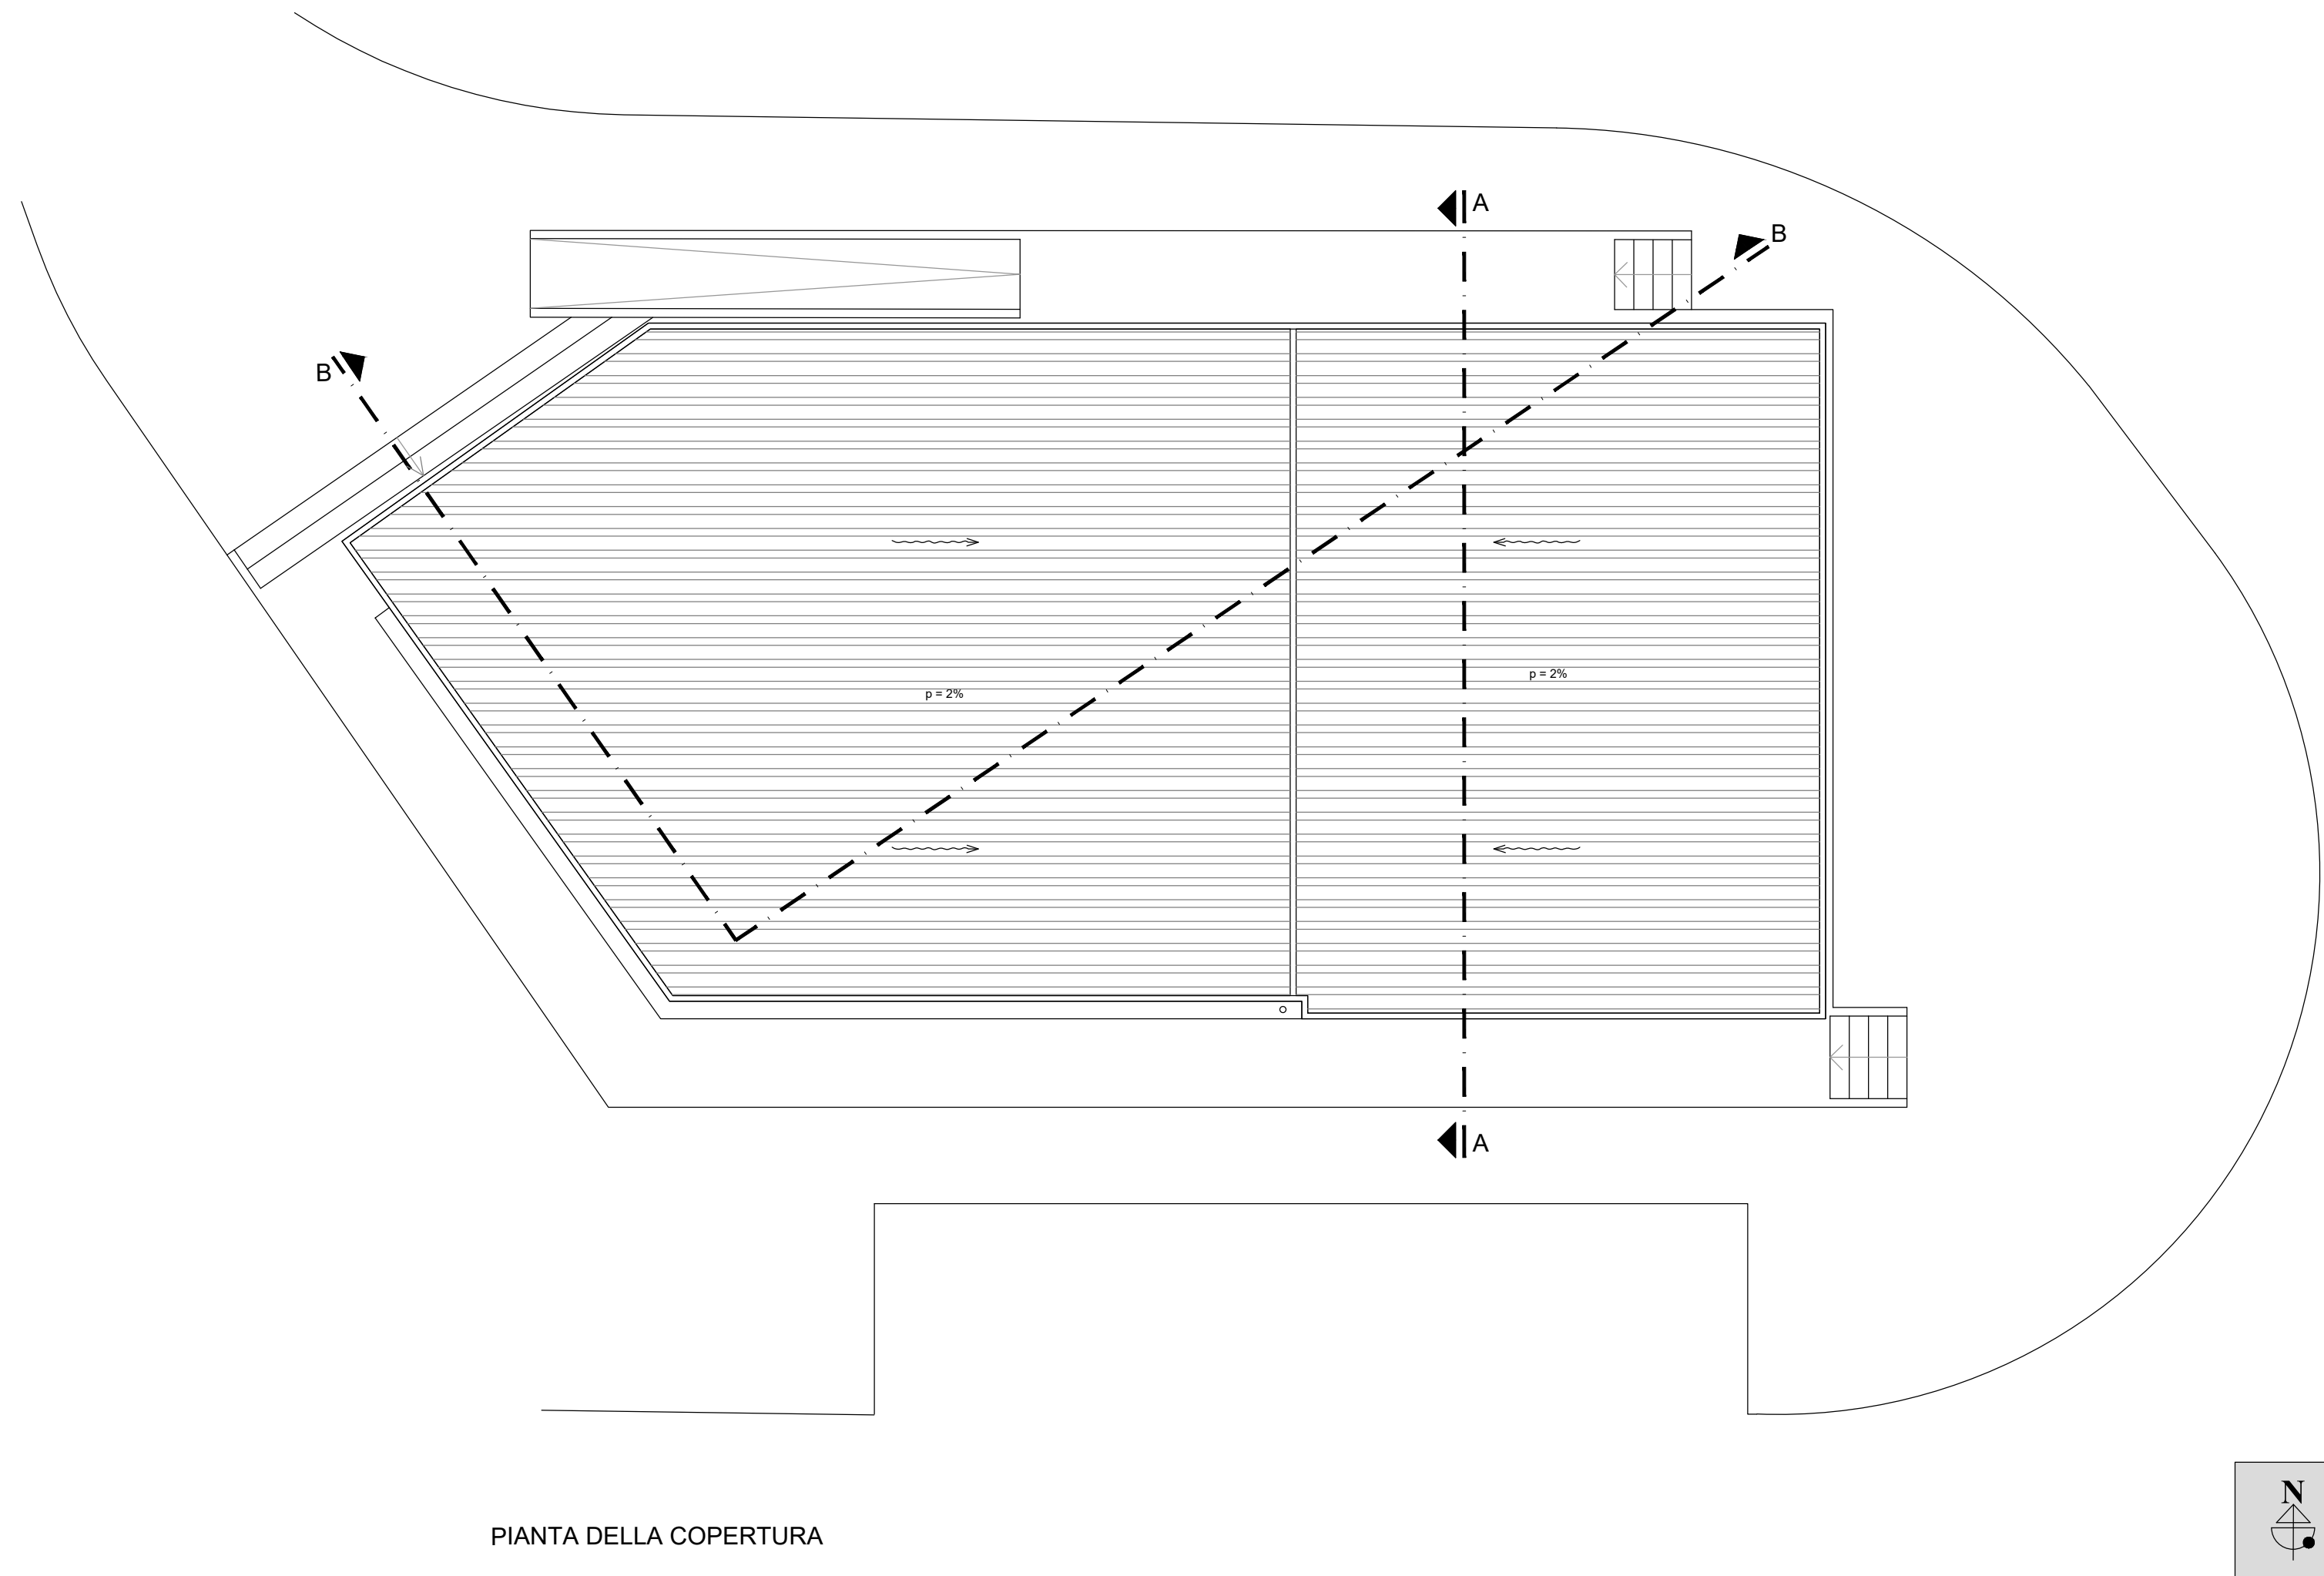 A
B
B
p = 2%
p = 2%
A
N
PIANTA DELLA COPERTURA